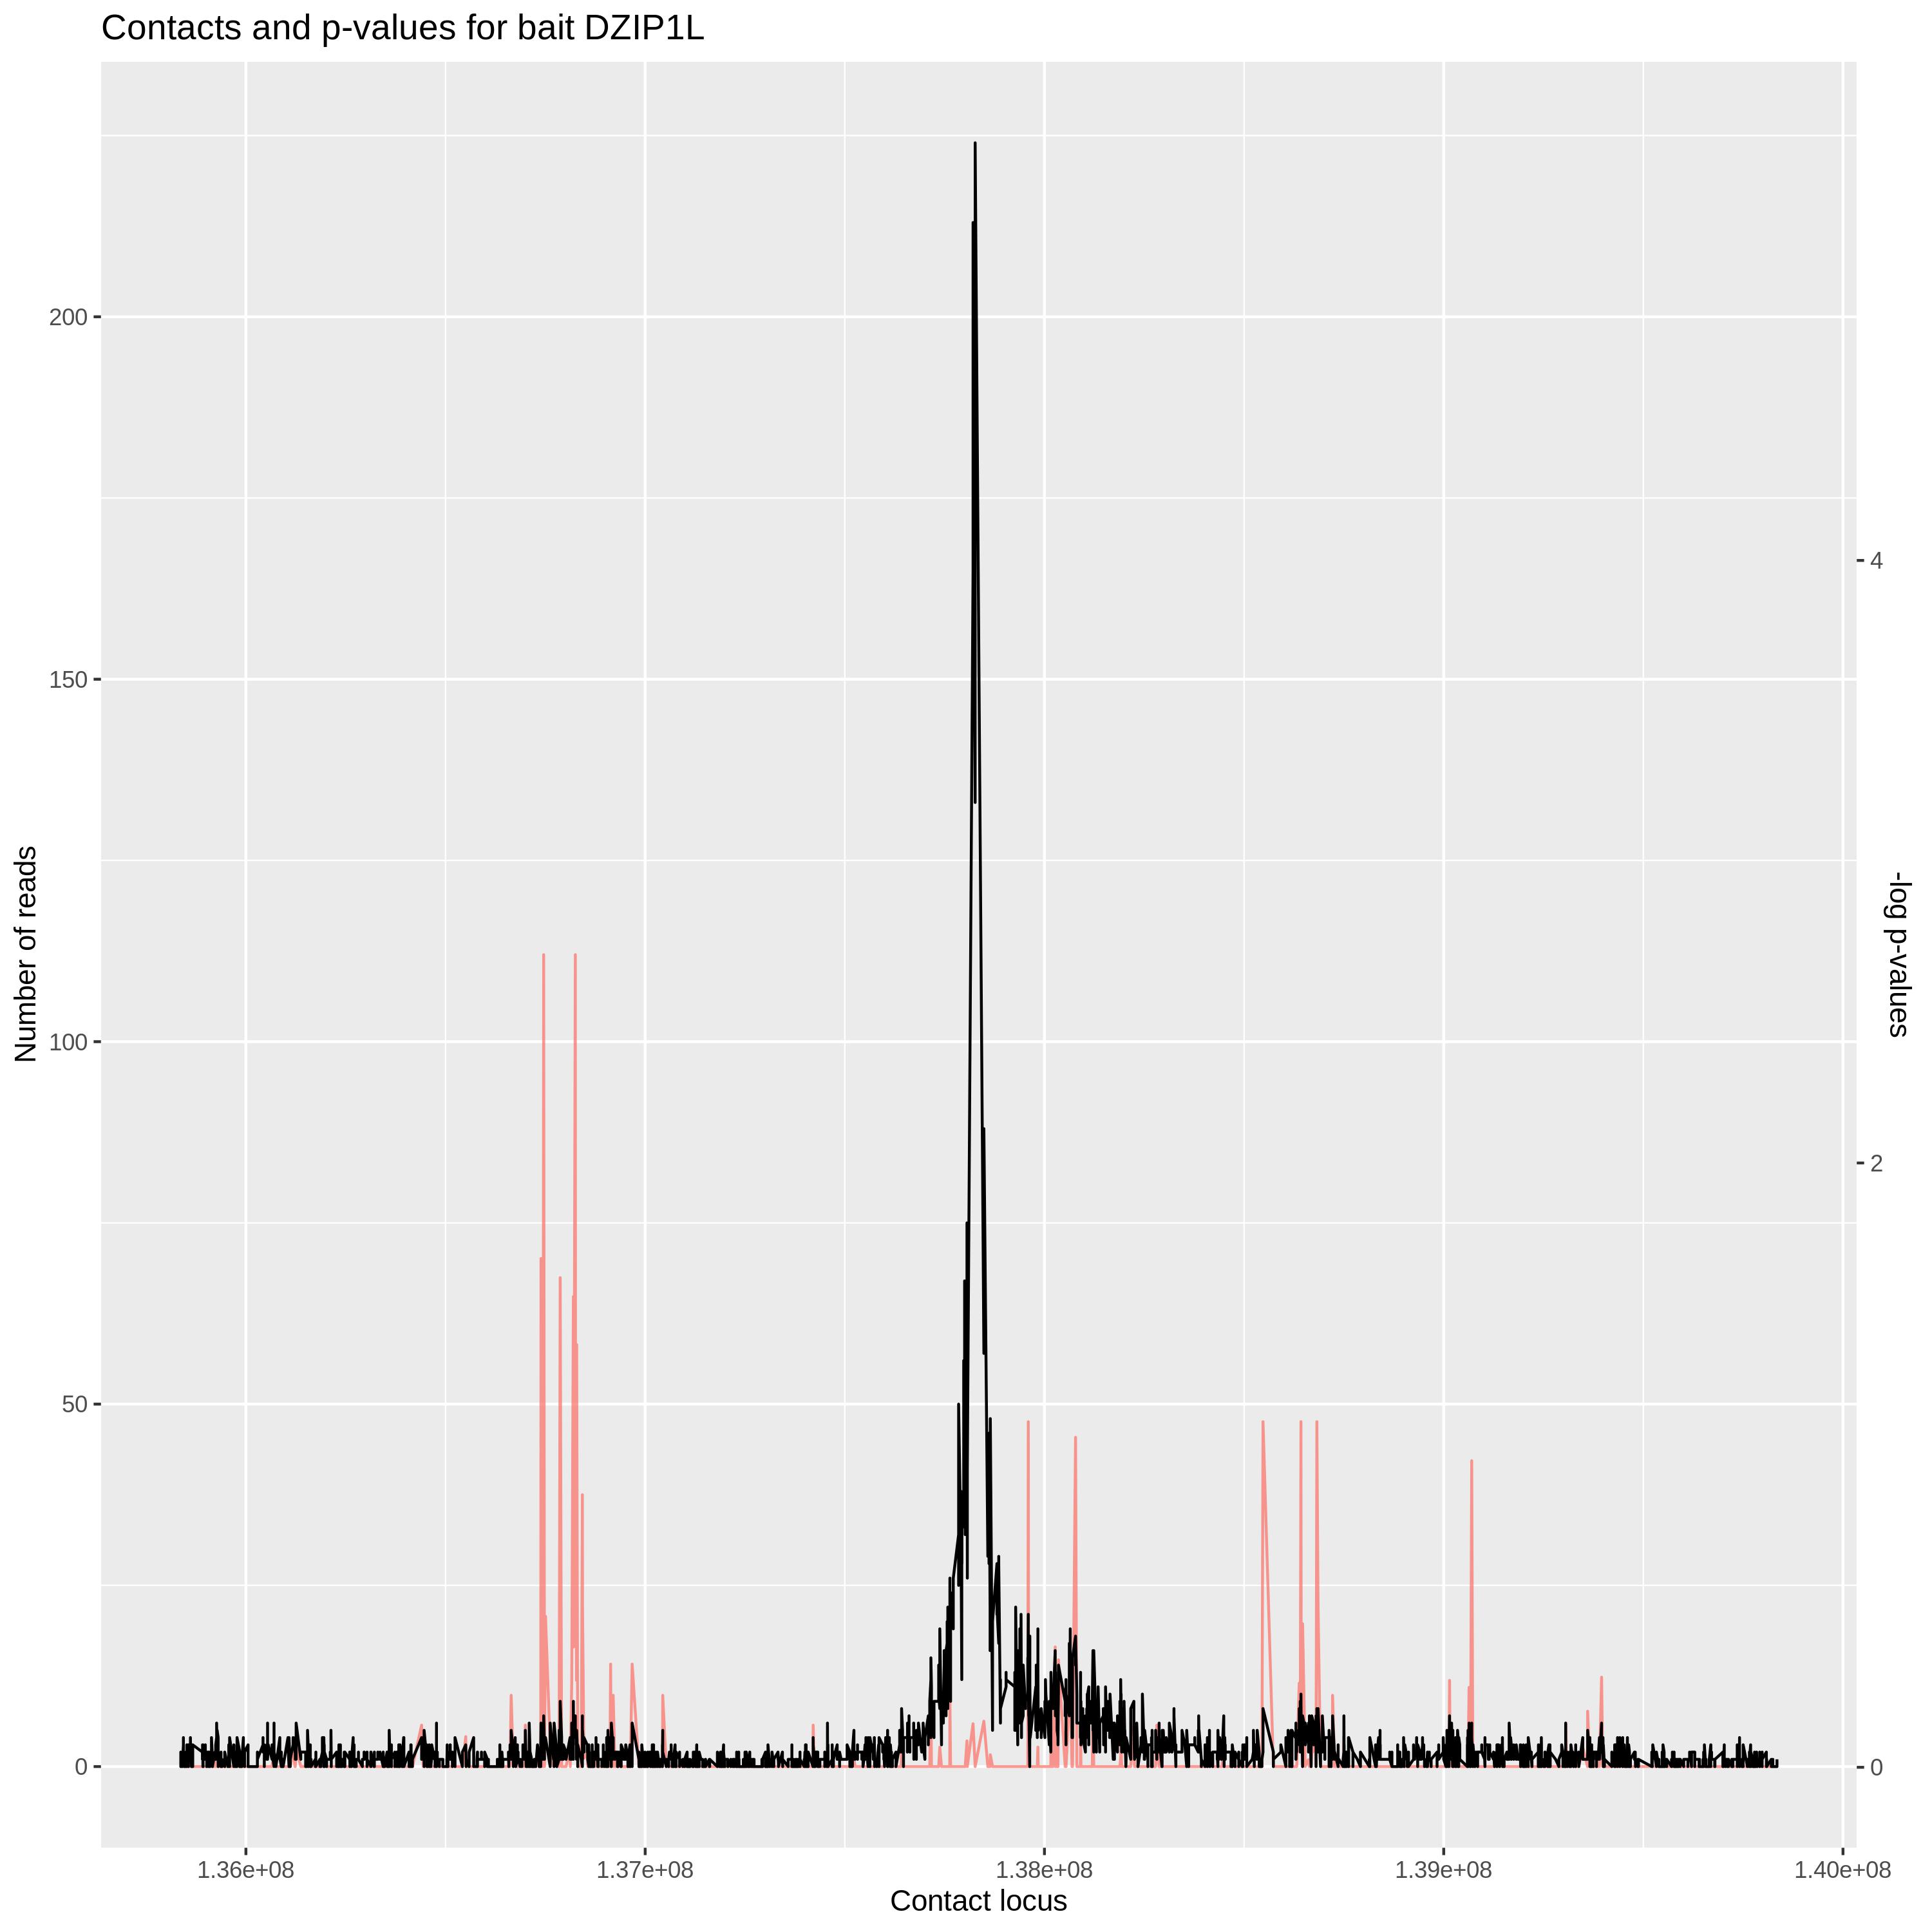 Contacts and p-values for bait DZIP1L
Number of reads
200
150
100
50
0
4
2
0
-log p-values
1.36e+08 1.37e+08 1.38e+08 1.39e+08 1.40e+08
Contact locus